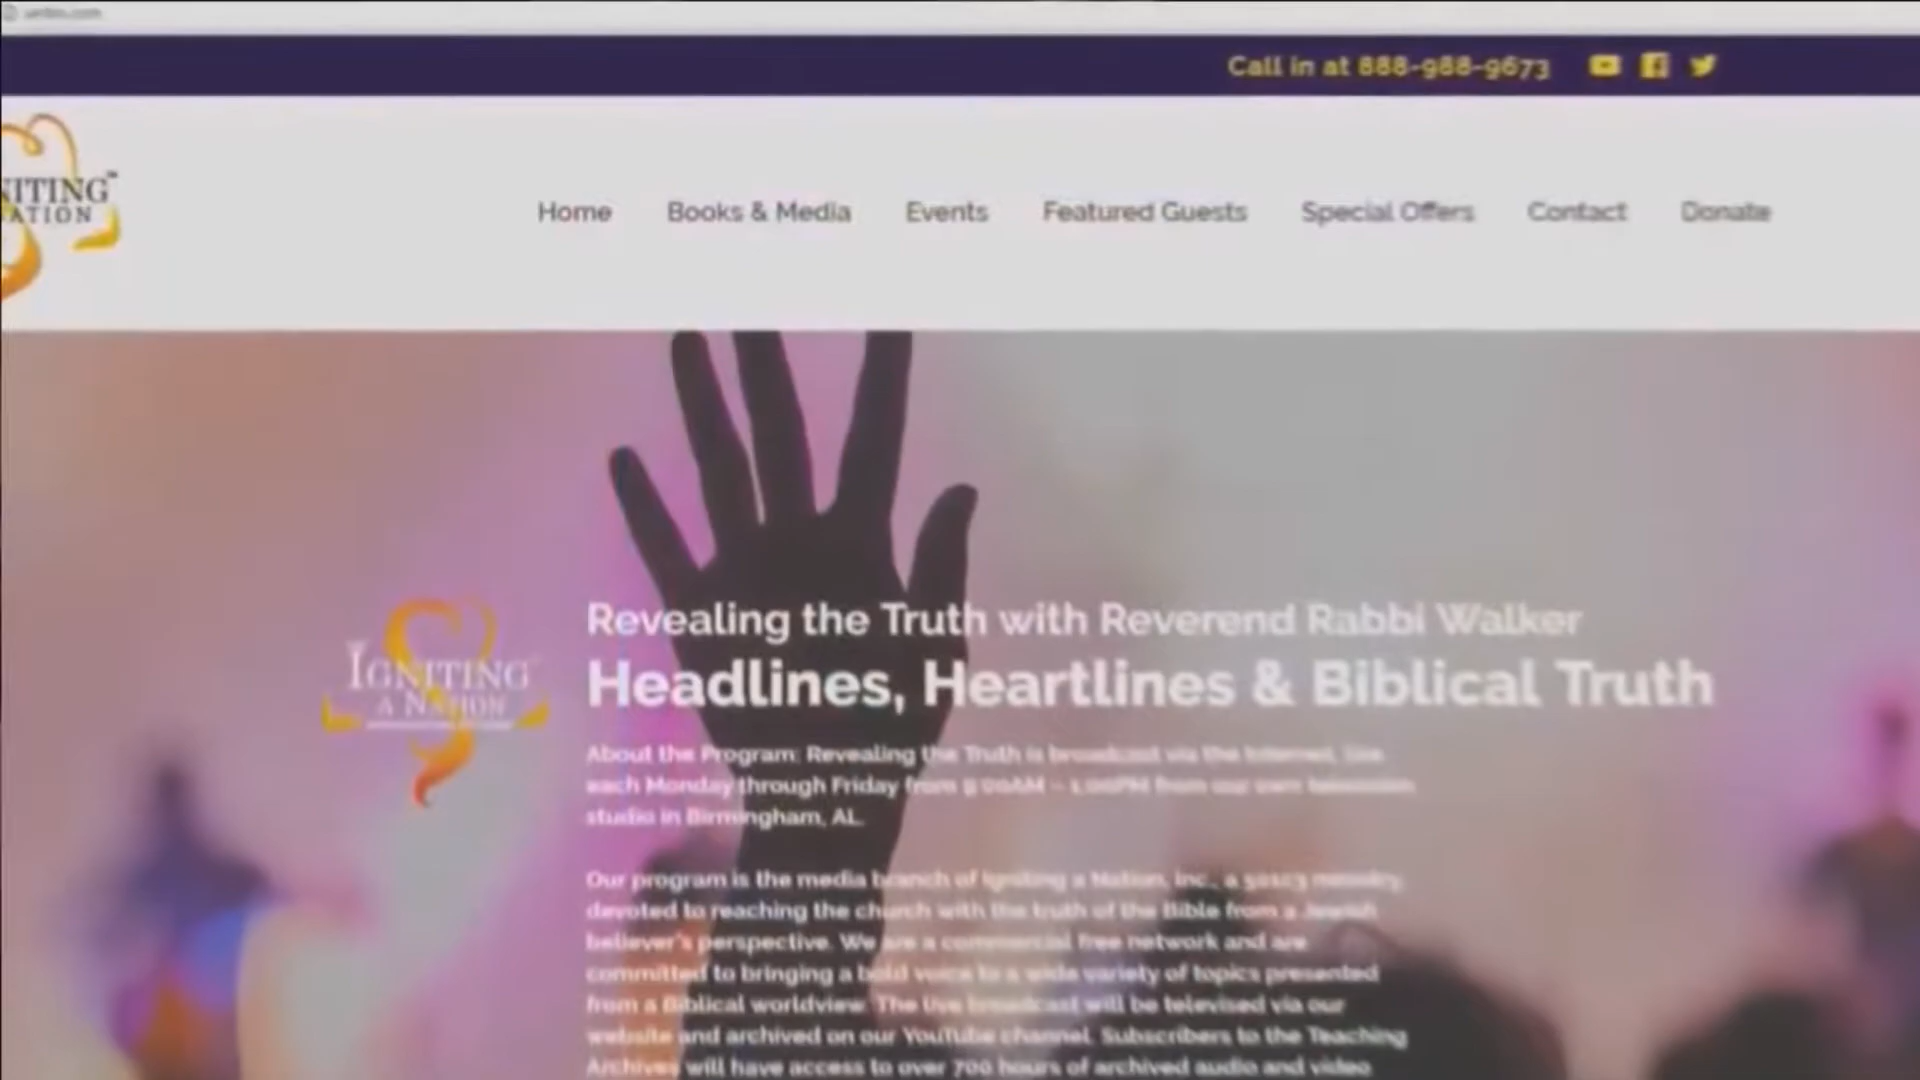 Call in at 888-988-9673
NITING™
ATION
Home Books & Media Events Featured Guests Special Offers Contact Donate
Revealing the Truth with Reverend Rabbi Walker
IGNITING
A NATION
Headlines, Heartlines & Biblical Truth
About the Program: Revealing the Truth is broadcast via the Internet, live
each Monday through Friday from 9:00AM – 1:00PM from our own television
studio in Birmingham, AL.
Our program is the media branch of Igniting a Nation, Inc., a 501c3 ministry,
devoted to reaching the church with the truth of the Bible from a Jewish
believer's perspective. We are a commercial free network and are
committed to bringing a bold voice to a wide variety of topics presented
from a Biblical worldview. The live broadcast will be televised via our
website and archived on our YouTube channel. Subscribers to the Teaching
Archives will have access to over 700 hours of archived audio and video